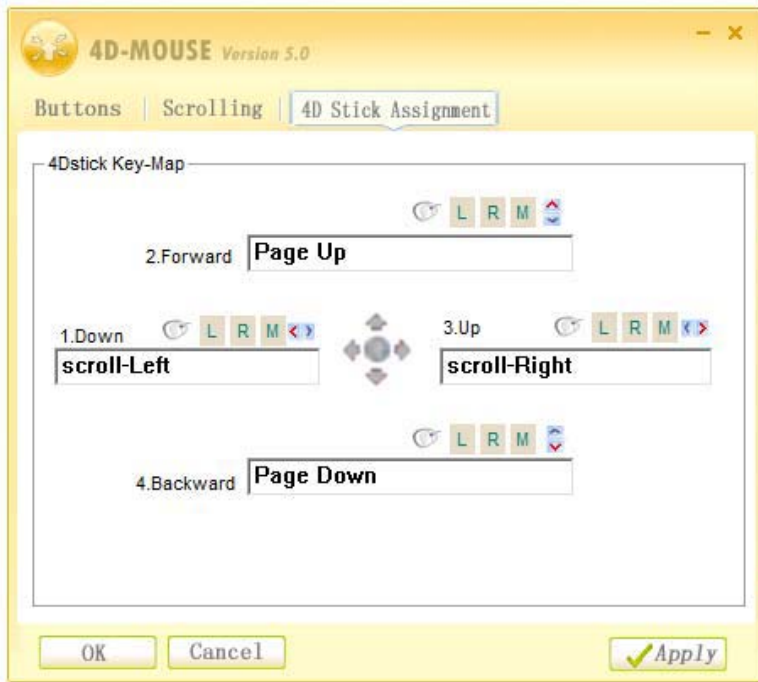 4D-MOUSE Version 5.0
Buttons Scrolling 4D Stick Assignment
4Dstick Key-Map
L R M
2.Forward Page Up
1.Down L R M
scroll-Left
3.Up L R M
scroll-Right
L R M
4.Backward Page Down
OK Cancel Apply